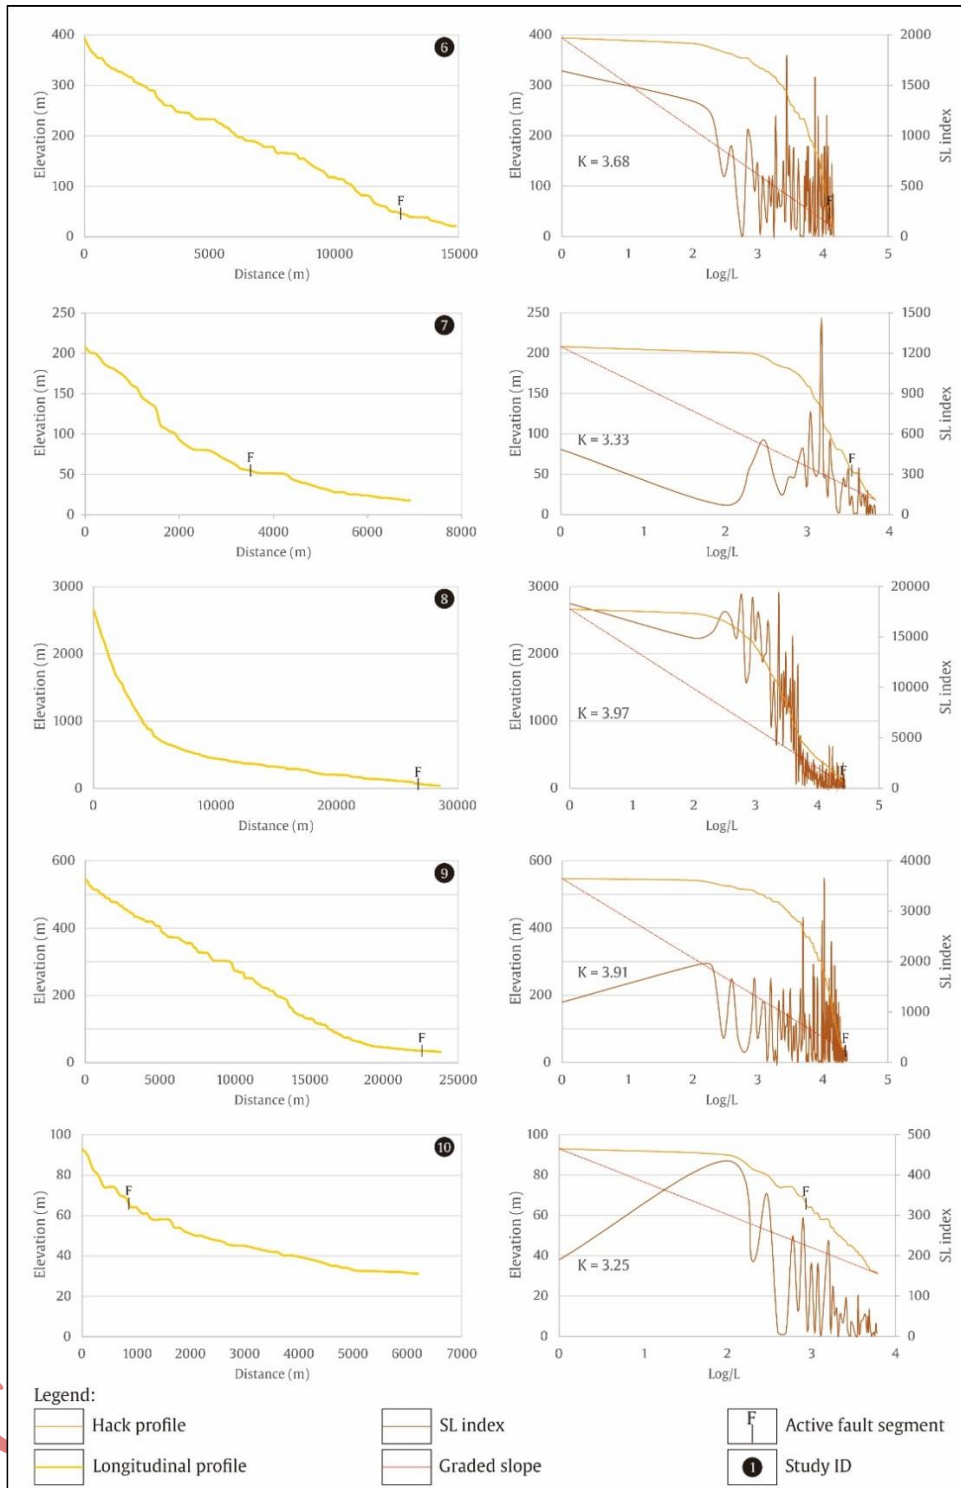 6
Elevation (m)
400
300
200
100
0
0 5000 10000 15000
Distance (m)
F
Elevation (m)
400
300
200
100
0
K = 3.68
F
2000
1500
1000
500
0
SL index
0 1 2 3 4 5
Log/L
7
Elevation (m)
250
200
150
100
50
0
0 2000 4000 6000 8000
Distance (m)
F
Elevation (m)
250
200
150
100
50
0
K = 3.33
F
1500
1200
900
600
300
0
SL index
0 1 2 3 4
Log/L
8
Elevation (m)
3000
2000
1000
0
0 10000 20000 30000
Distance (m)
F
Elevation (m)
3000
2000
1000
0
K = 3.97
F
20000
15000
10000
5000
0
SL index
0 1 2 3 4 5
Log/L
9
Elevation (m)
600
400
200
0
0 5000 10000 15000 20000 25000
Distance (m)
F
Elevation (m)
600
400
200
0
K = 3.91
F
4000
3000
2000
1000
0
SL index
0 1 2 3 4 5
Log/L
10
Elevation (m)
100
80
60
40
20
0
0 1000 2000 3000 4000 5000 6000 7000
Distance (m)
F
Elevation (m)
100
80
60
40
20
0
K = 3.25
F
500
400
300
200
100
0
SL index
0 1 2 3 4
Log/L
Legend:
Hack profile
SL index
F Active fault segment
Longitudinal profile
Graded slope
1 Study ID